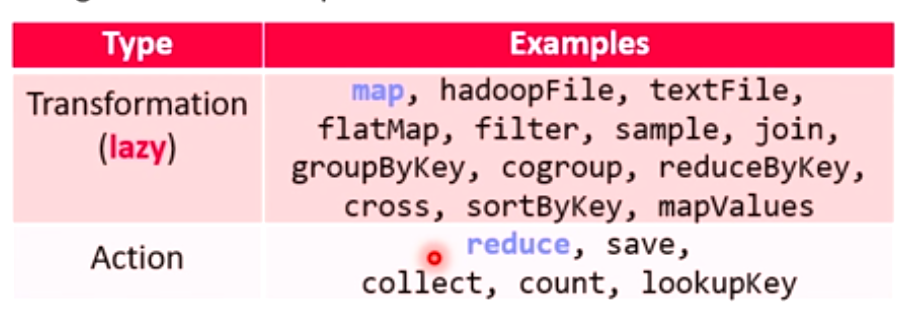 Type
Examples
Transformation
(lazy)
map, hadoopFile, textFile,
flatMap, filter, sample, join,
groupByKey, cogroup, reduceByKey,
cross, sortByKey, mapValues
Action
reduce, save,
collect, count, lookupKey